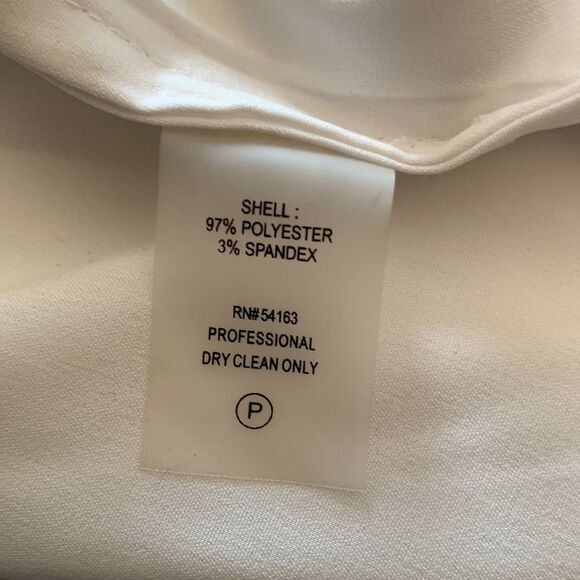 SHELL :
97% POLYESTER
3% SPANDEX
RN#54163
PROFESSIONAL
DRY CLEAN ONLY
P